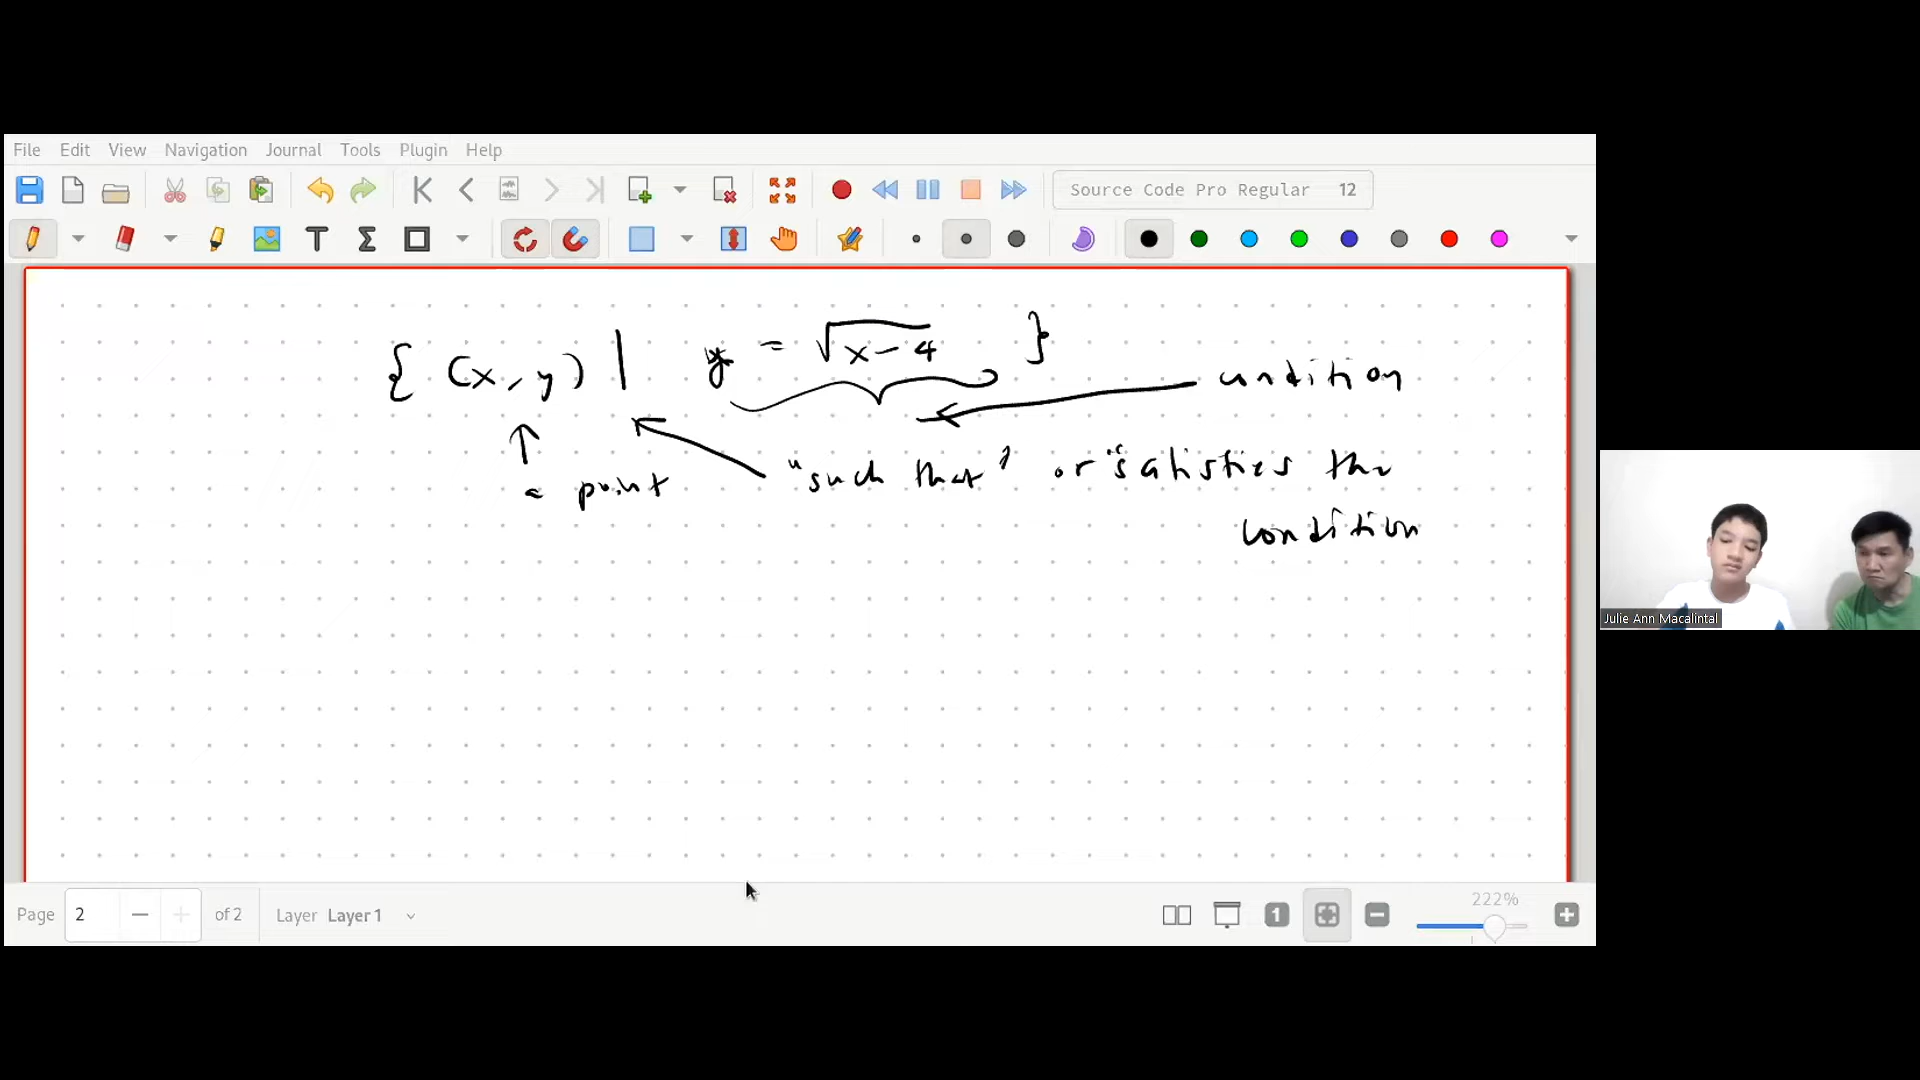 File Edit View Navigation Journal Tools Plugin Help
Source Code Pro Regular 12
{ (x, y) | y = √x-4 }
condition
"such that" or "satisfies the
a point
condition
Julie Ann Macalintal
Page 2 of 2 Layer Layer 1 1 222%